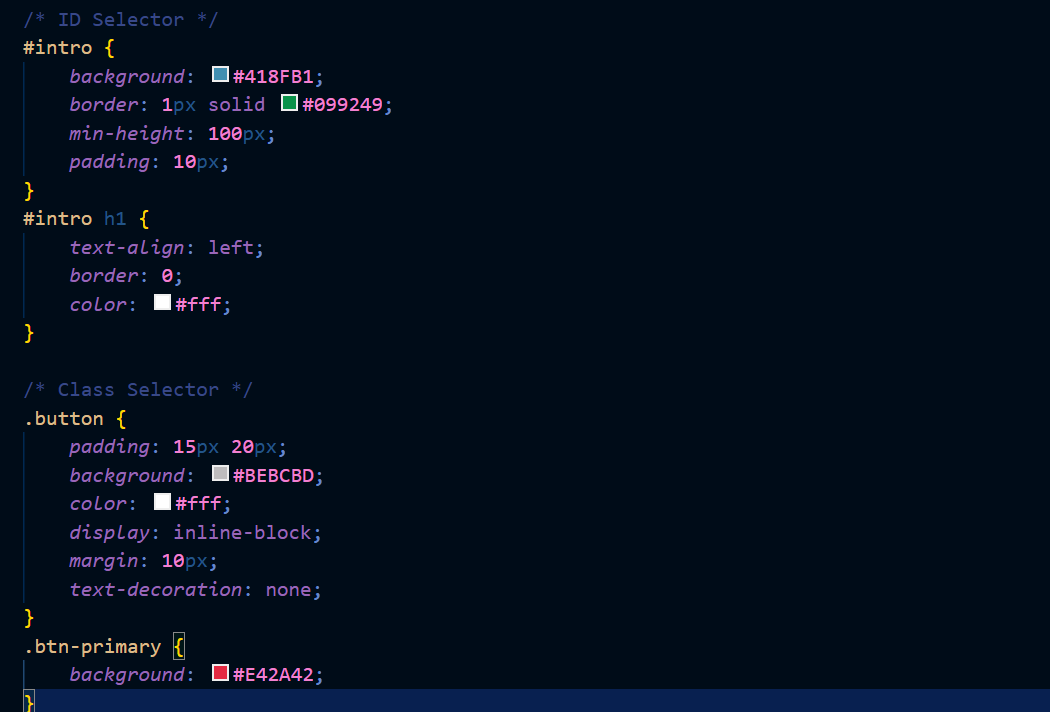 /* ID Selector */
#intro {
    background: #418FB1;
    border: 1px solid #099249;
    min-height: 100px;
    padding: 10px;
}
#intro h1 {
    text-align: left;
    border: 0;
    color: #fff;
}

/* Class Selector */
.button {
    padding: 15px 20px;
    background: #BEBCBD;
    color: #fff;
    display: inline-block;
    margin: 10px;
    text-decoration: none;
}
.btn-primary {
    background: #E42A42;
}